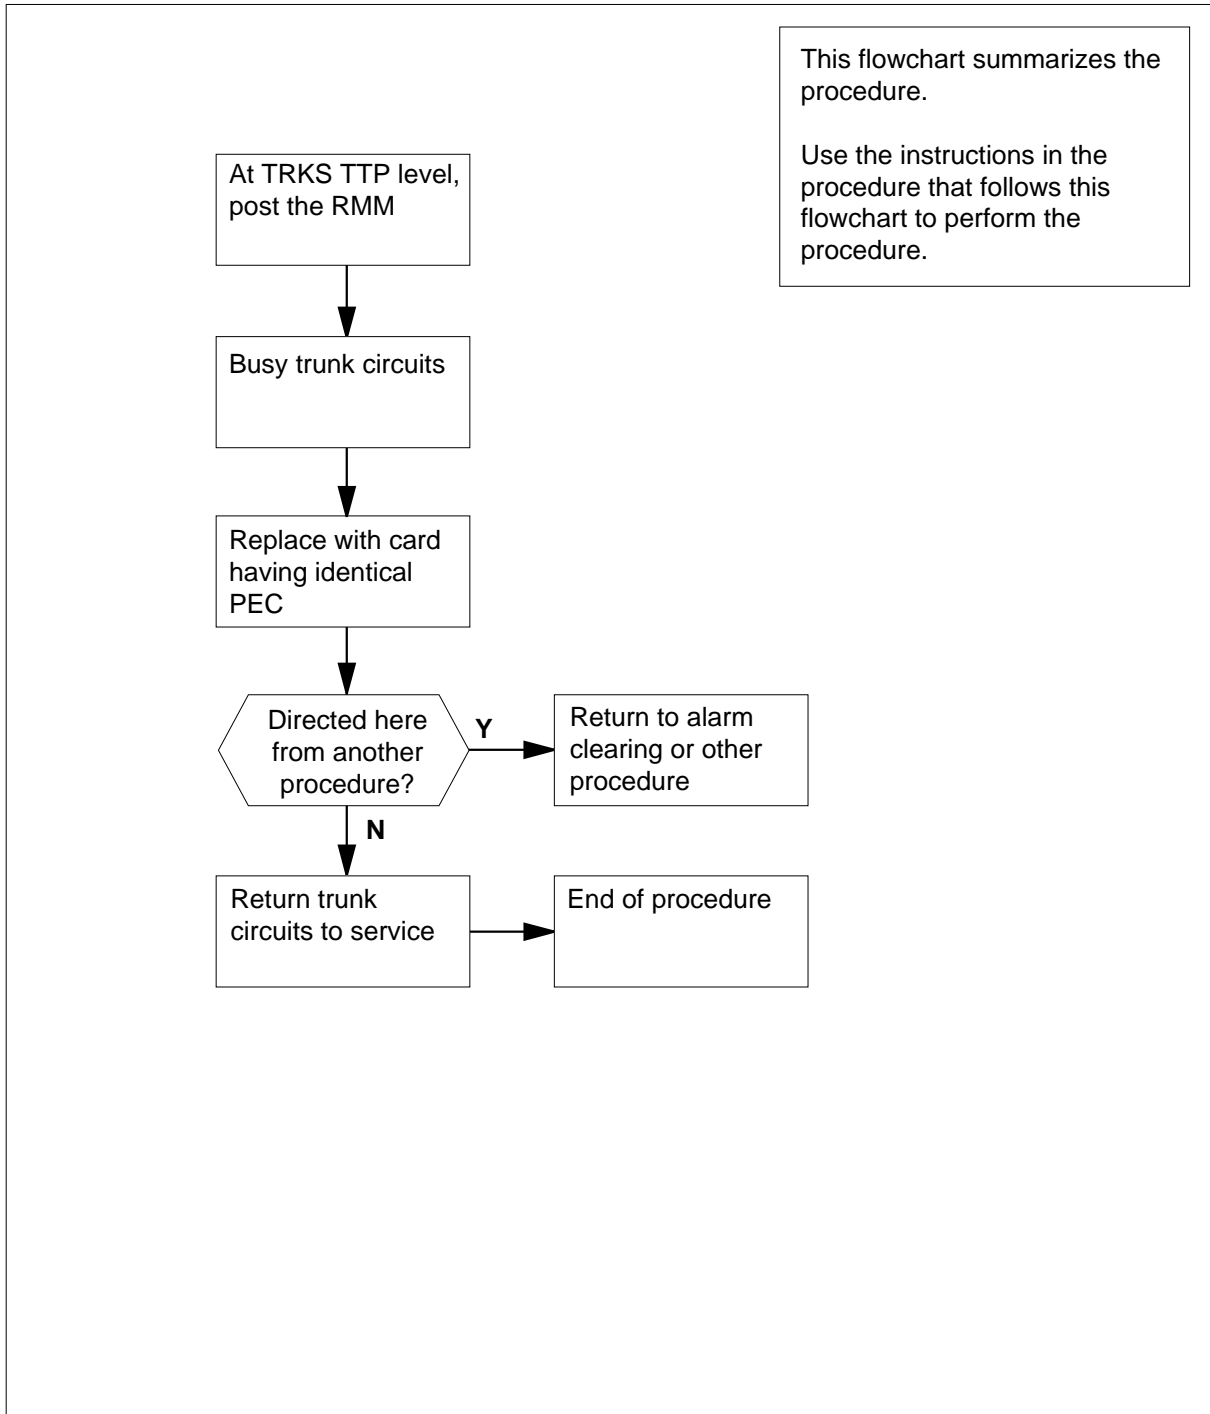 This flowchart summarizes the
procedure.
Use the instructions in the
procedure that follows this
flowchart to perform the
procedure.
At TRKS TTP level,
post the RMM
Busy trunk circuits
Replace with card
having identical
PEC
Directed here
from another
procedure?
Y
Return to alarm
clearing or other
procedure
N
Return trunk
circuits to service
End of procedure